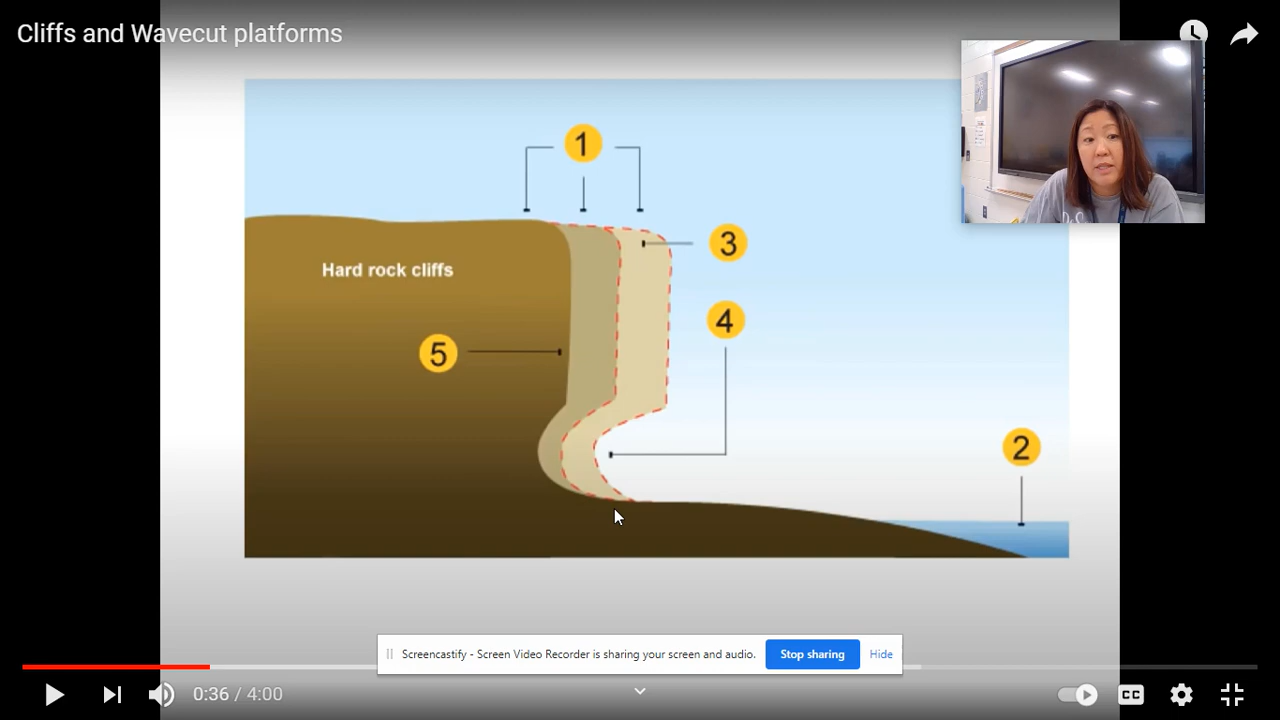 Cliffs and Wavecut platforms
1
3
Hard rock cliffs
4
5
2
Screencastify - Screen Video Recorder is sharing your screen and audio.
Stop sharing
Hide
0:36 / 4:00
CC